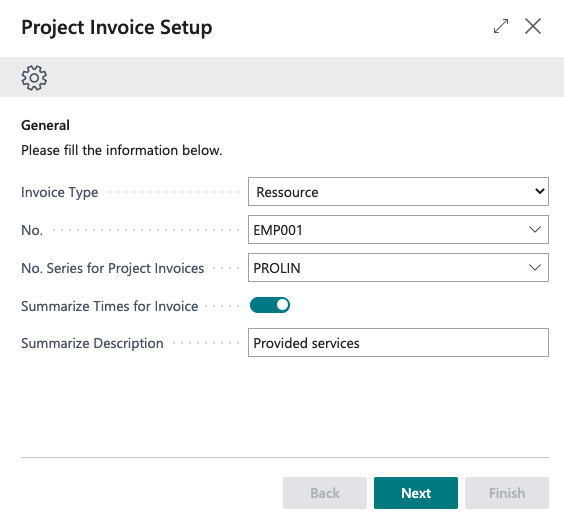 Project Invoice Setup
General
Please fill the information below.
Invoice Type Ressource
No. EMP001
No. Series for Project Invoices PROLIN
Summarize Times for Invoice
Summarize Description Provided services
Back Next Finish